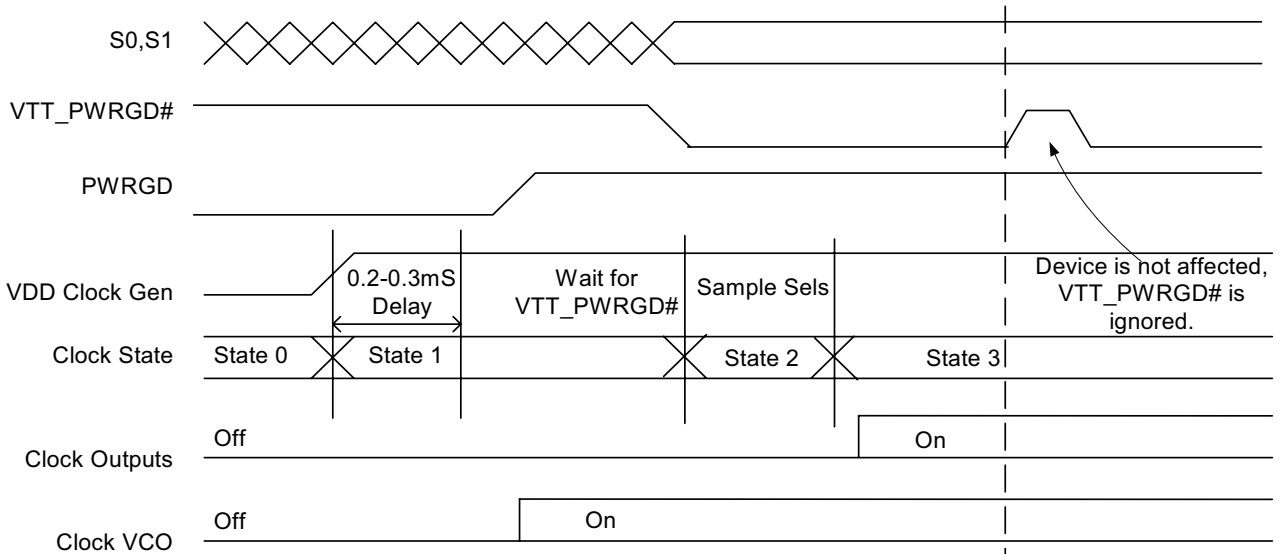 S0,S1
VTT_PWRGD#
PWRGD
VDD Clock Gen
0.2-0.3mS
Delay
Wait for
VTT_PWRGD#
Sample Sels
Device is not affected,
VTT_PWRGD# is
ignored.
Clock State
State 0
State 1
State 2
State 3
Clock Outputs
Off
On
Clock VCO
Off
On